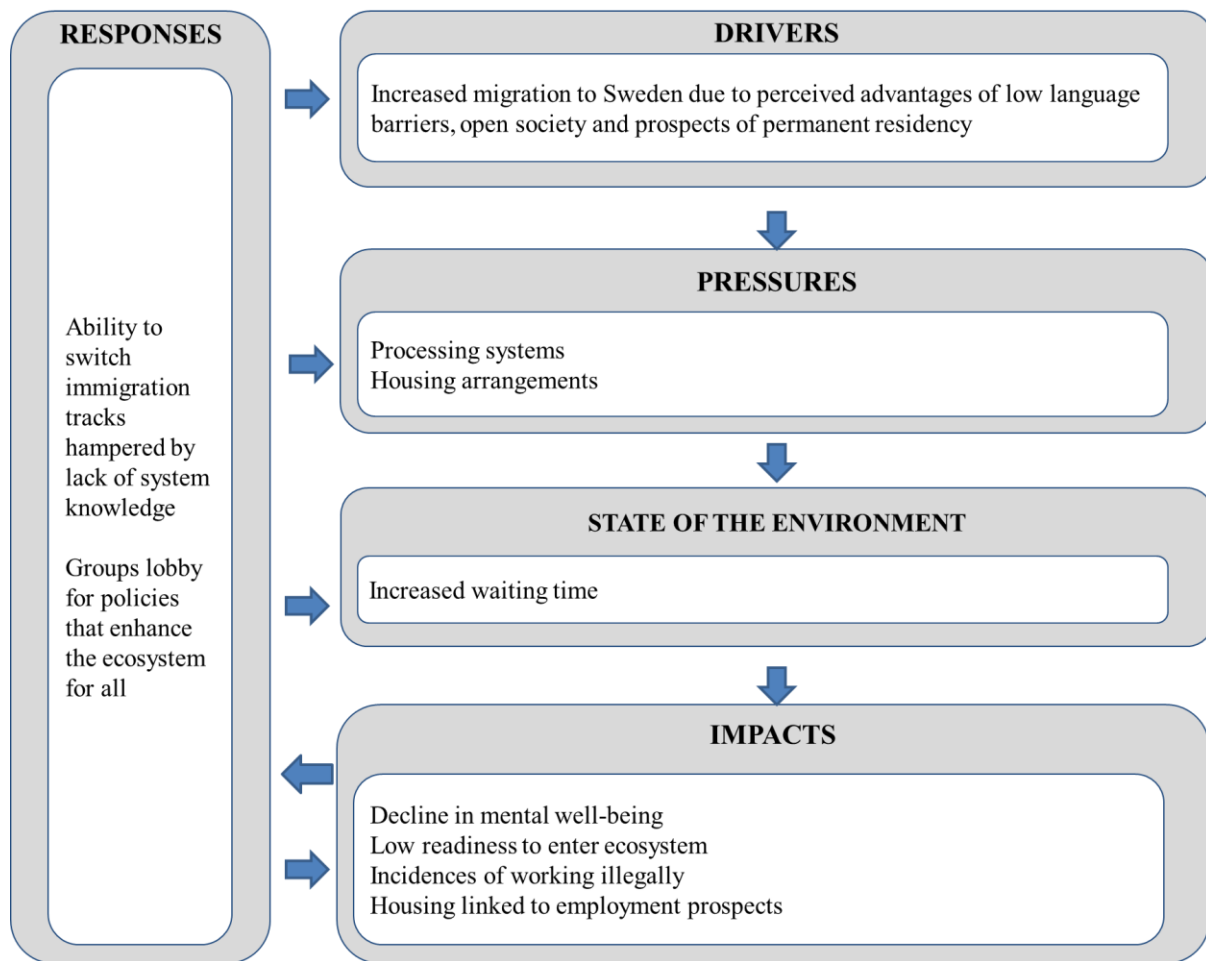 RESPONSES
Ability to
switch
immigration
tracks
hampered by
lack of system
knowledge
Groups lobby
for policies
that enhance
the ecosystem
for all
DRIVERS
Increased migration to Sweden due to perceived advantages of low language
barriers, open society and prospects of permanent residency
PRESSURES
Processing systems
Housing arrangements
STATE OF THE ENVIRONMENT
Increased waiting time
IMPACTS
Decline in mental well-being
Low readiness to enter ecosystem
Incidences of working illegally
Housing linked to employment prospects